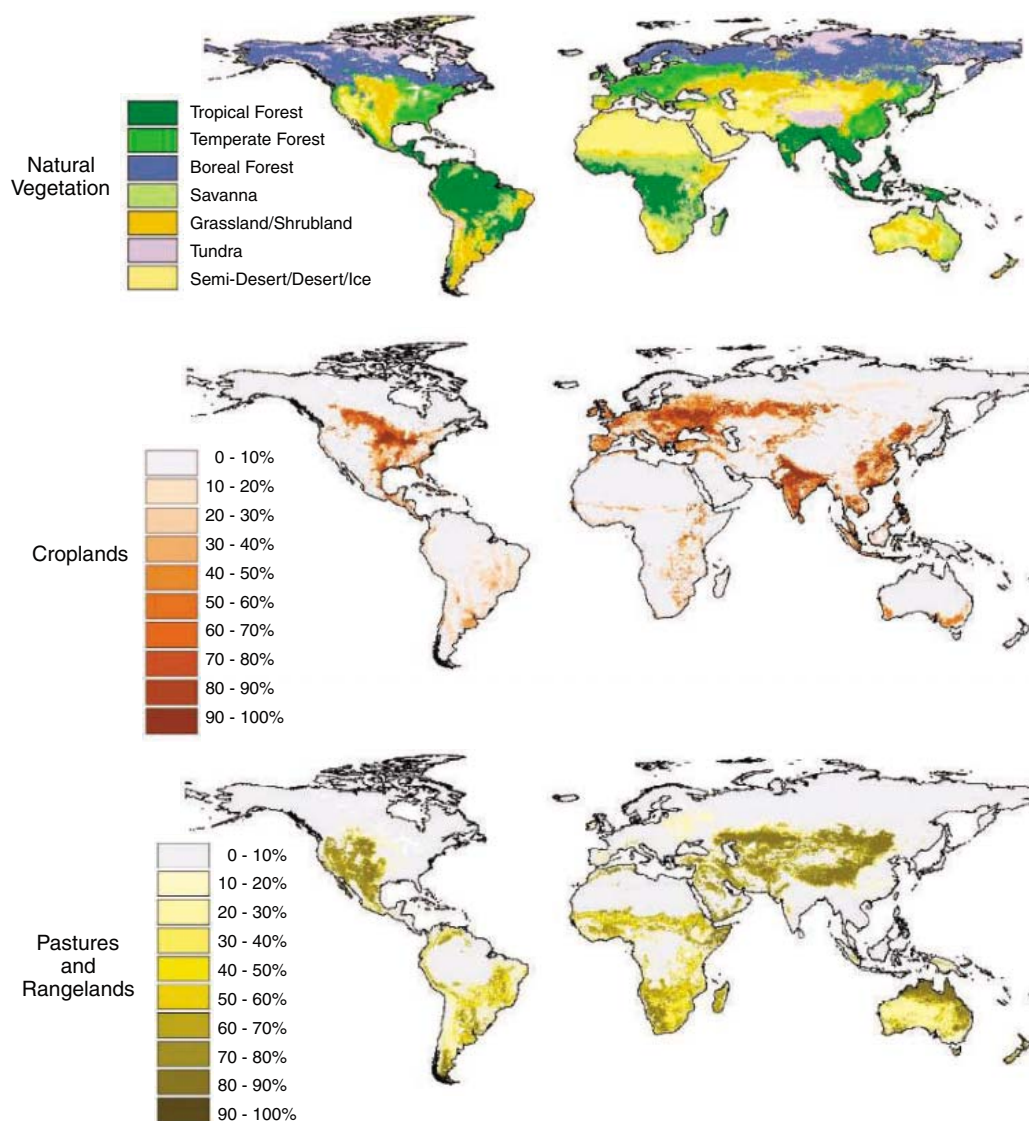 Natural
Vegetation
Tropical Forest
Temperate Forest
Boreal Forest
Savanna
Grassland/Shrubland
Tundra
Semi-Desert/Desert/Ice
Croplands
0 - 10%
10 - 20%
20 - 30%
30 - 40%
40 - 50%
50 - 60%
60 - 70%
70 - 80%
80 - 90%
90 - 100%
Pastures
and
Rangelands
0 - 10%
10 - 20%
20 - 30%
30 - 40%
40 - 50%
50 - 60%
60 - 70%
70 - 80%
80 - 90%
90 - 100%